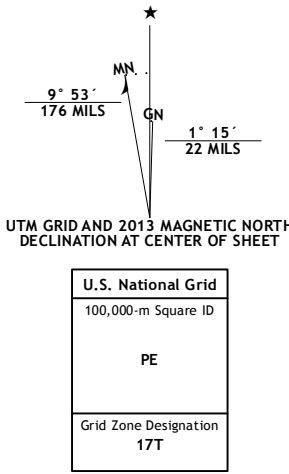 ★
MN
GN
9° 53´
176 MILS
1° 15´
22 MILS
UTM GRID AND 2013 MAGNETIC NORTH
DECLINATION AT CENTER OF SHEET
U.S. National Grid
100,000-m Square ID
PE
Grid Zone Designation
17T